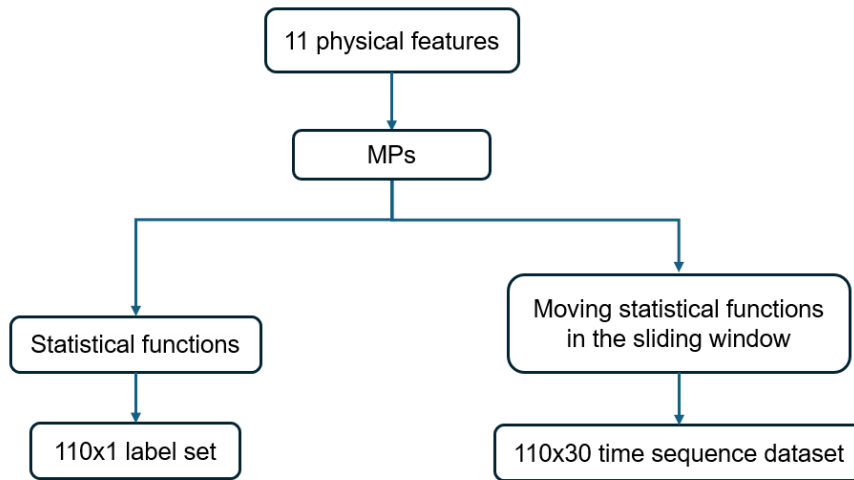 11 physical features
MPs
Statistical functions
Moving statistical functions
in the sliding window
110x1 label set
110x30 time sequence dataset